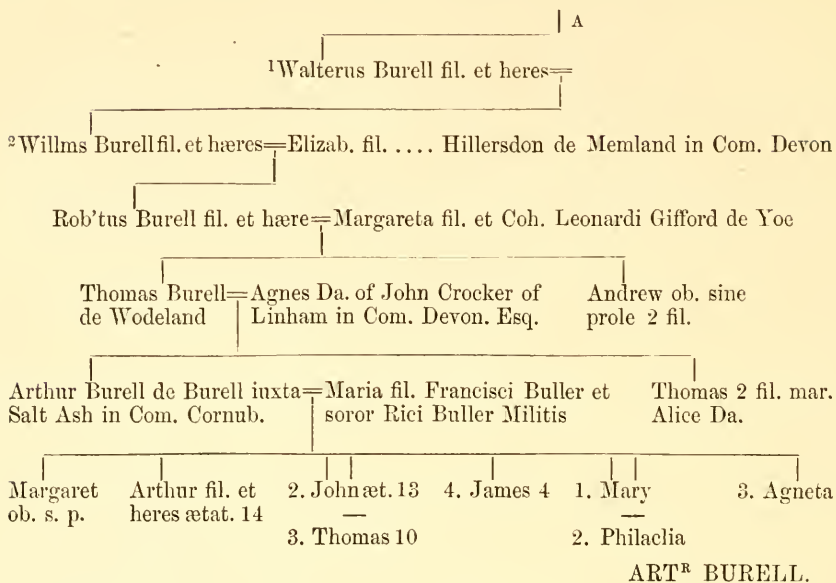 A
¹Walterus Burell fil. et heres=
²Willms Burell fil. et hæres=Elizab. fil. ..... Hillersdon de Memland in Com. Devon
Rob'tus Burell fil. et hære=Margareta fil. et Coh. Leonardi Gifford de Yoe
Thomas Burell=Agnes Da. of John Crocker of Andrew ob. sine
de Wodeland Linham in Com. Devon. Esq. prole 2 fil.
Arthur Burell de Burell iuxta=Maria fil. Francisci Buller et Thomas 2 fil. mar.
Salt Ash in Com. Cornub. soror Rici Buller Militis Alice Da.
Margaret Arthur fil. et 2. John æt. 13 4. James 4 1. Mary 3. Agneta
ob. s. p. heres ætat. 14 — —
3. Thomas 10 2. Philaclia
ARTᴿ BURELL.